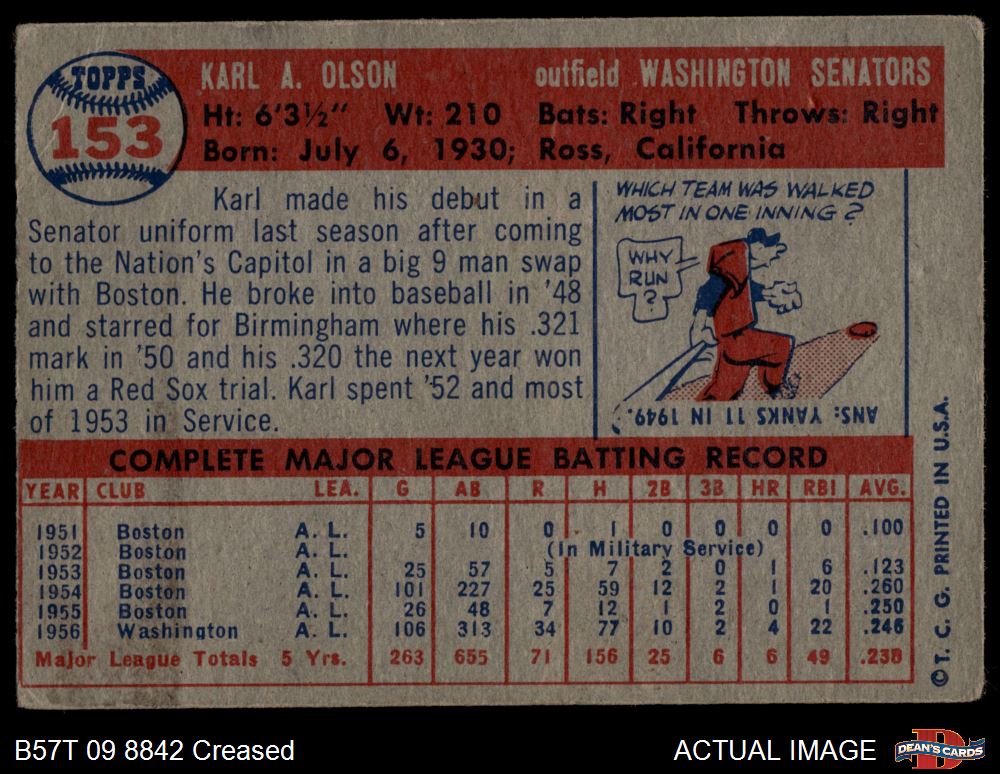 TOPPS
153
KARL A. OLSON outfield WASHINGTON SENATORS
Ht: 6'3½" Wt: 210 Bats: Right Throws: Right
Born: July 6, 1930; Ross, California
Karl made his debut in a
Senator uniform last season after coming
to the Nation's Capitol in a big 9 man swap
with Boston. He broke into baseball in '48
and starred for Birmingham where his .321
mark in '50 and his .320 the next year won
him a Red Sox trial. Karl spent '52 and most
of 1953 in Service.
WHICH TEAM WAS WALKED
MOST IN ONE INNING?
WHY
RUN
?
ANS: YANKS 11 IN 1949.
COMPLETE MAJOR LEAGUE BATTING RECORD
YEAR CLUB LEA. G AB R H 2B 3B HR RBI AVG.
1951 Boston A. L. 5 10 0 1 0 0 0 0 .100
1952 Boston A. L. (In Military Service)
1953 Boston A. L. 25 57 5 7 2 0 1 6 .123
1954 Boston A. L. 101 227 25 59 12 2 1 20 .260
1955 Boston A. L. 26 48 7 12 1 2 0 1 .250
1956 Washington A. L. 106 313 34 77 10 2 4 22 .246
Major League Totals 5 Yrs. 263 655 71 156 25 6 6 49 .238
© T. C. G. PRINTED IN U.S.A.
B57T 09 8842 Creased
ACTUAL IMAGE
D
DEAN'S CARDS